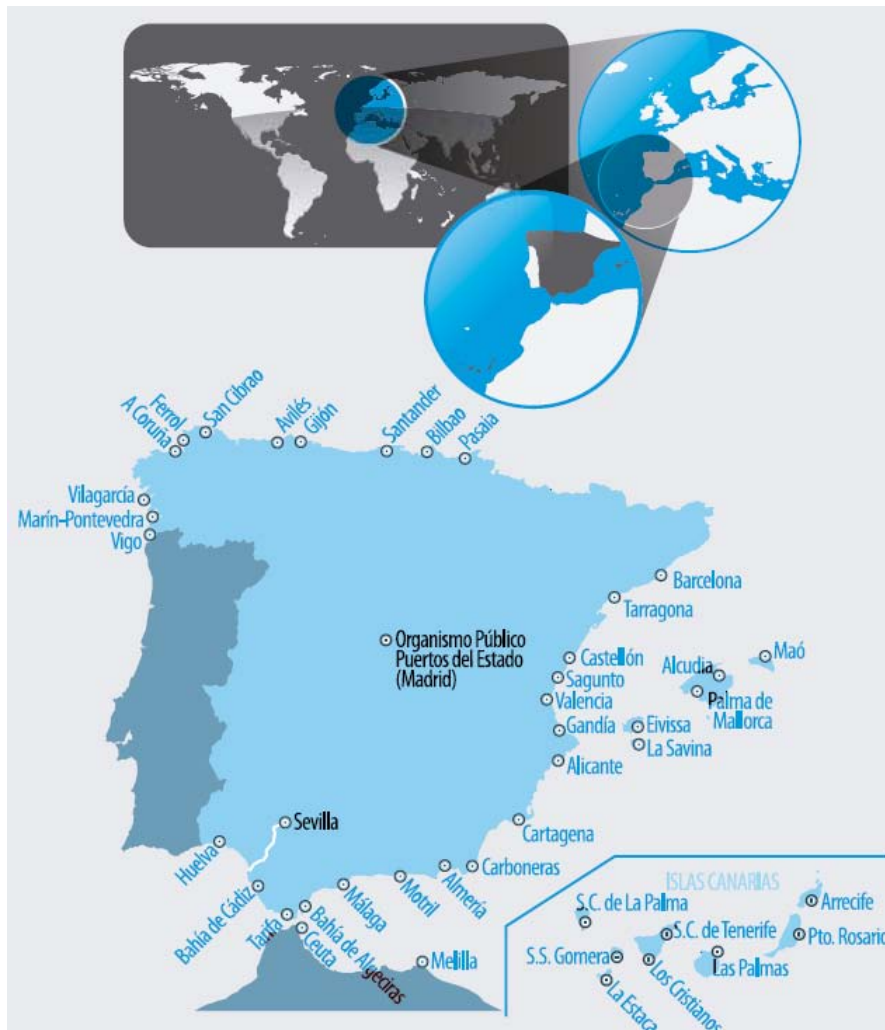 Ferrol
A Coruña
San Cibrao
Avilés
Gijón
Santander
Bilbao
Pasaia
Vilagarcía
Marín-Pontevedra
Vigo
Barcelona
Tarragona
Organismo Público
Puertos del Estado
(Madrid)
Castellón
Sagunto
Valencia
Gandía
Alicante
Maó
Alcudia
Palma de
Mallorca
Eivissa
La Savina
Sevilla
Cartagena
Huelva
Bahía de Cádiz
Tarifa
Ceuta
Bahía de Algeciras
Málaga
Motril
Almería
Carboneras
Melilla
ISLAS CANARIAS
S.C. de La Palma
Arrecife
S.C. de Tenerife
Pto. Rosario
S.S. Gomera
Los Cristianos
Las Palmas
La Estaca